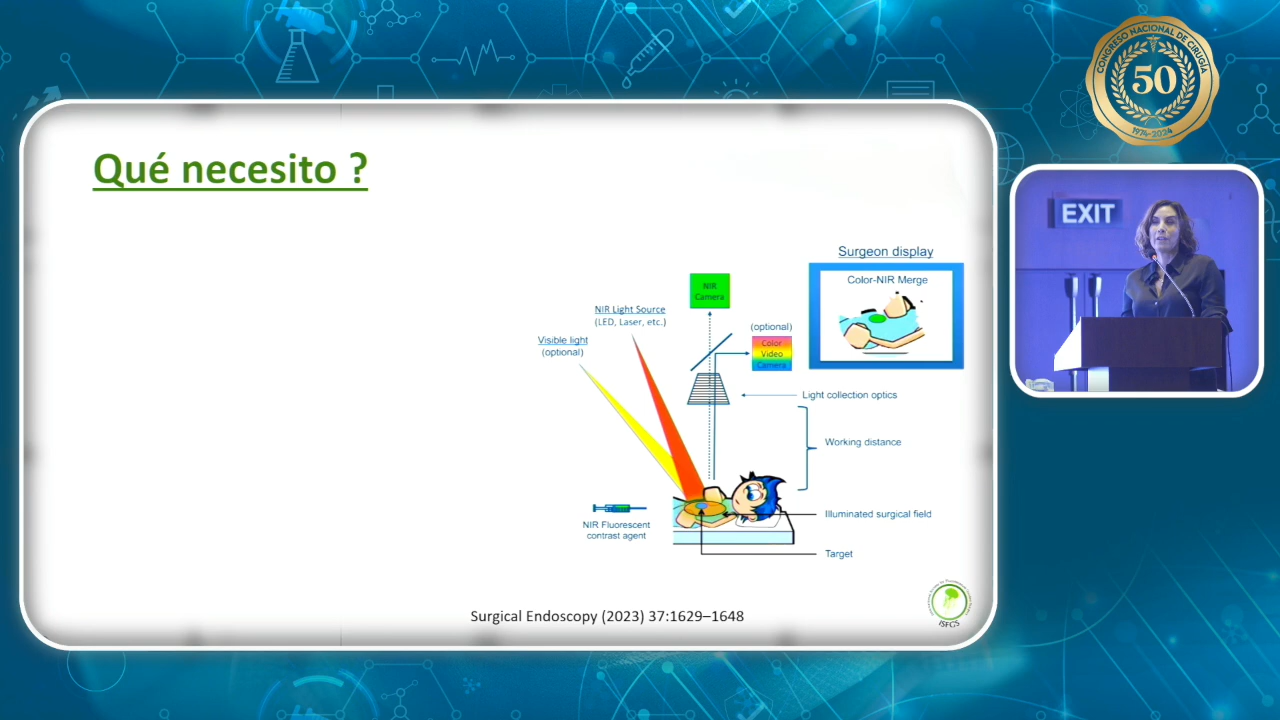 CONGRESO NACIONAL DE CIRUGÍA
50
1974-2024
Qué necesito ?
EXIT
Surgeon display
Color-NIR Merge
NIR
Camera
NIR Light Source
(LED, Laser, etc.)
(optional)
Color
Video
Camera
Visible light
(optional)
Light collection optics
Working distance
Illuminated surgical field
NIR Fluorescent
contrast agent
Target
Surgical Endoscopy (2023) 37:1629–1648
ISFGS